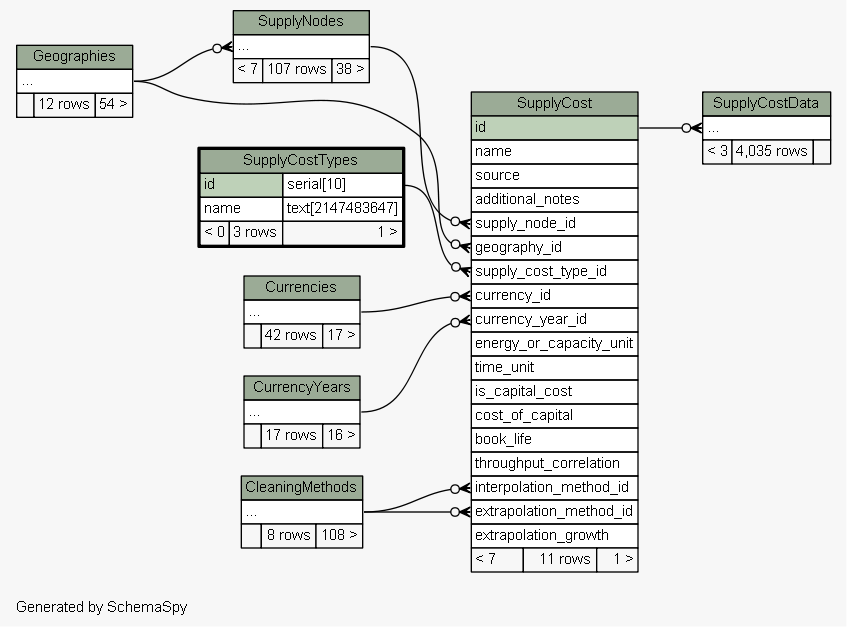 SupplyNodes
...
< 7 107 rows 38 >
Geographies
...
12 rows 54 >
SupplyCostTypes
id serial[10]
name text[2147483647]
< 0 3 rows 1 >
Currencies
...
42 rows 17 >
CurrencyYears
...
17 rows 16 >
CleaningMethods
...
8 rows 108 >
SupplyCost
id
name
source
additional_notes
supply_node_id
geography_id
supply_cost_type_id
currency_id
currency_year_id
energy_or_capacity_unit
time_unit
is_capital_cost
cost_of_capital
book_life
throughput_correlation
interpolation_method_id
extrapolation_method_id
extrapolation_growth
< 7 11 rows 1 >
SupplyCostData
...
< 3 4,035 rows
Generated by SchemaSpy